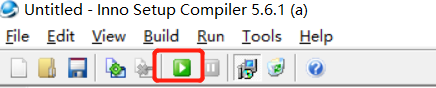 Untitled - Inno Setup Compiler 5.6.1 (a)
File Edit View Build Run Tools Help